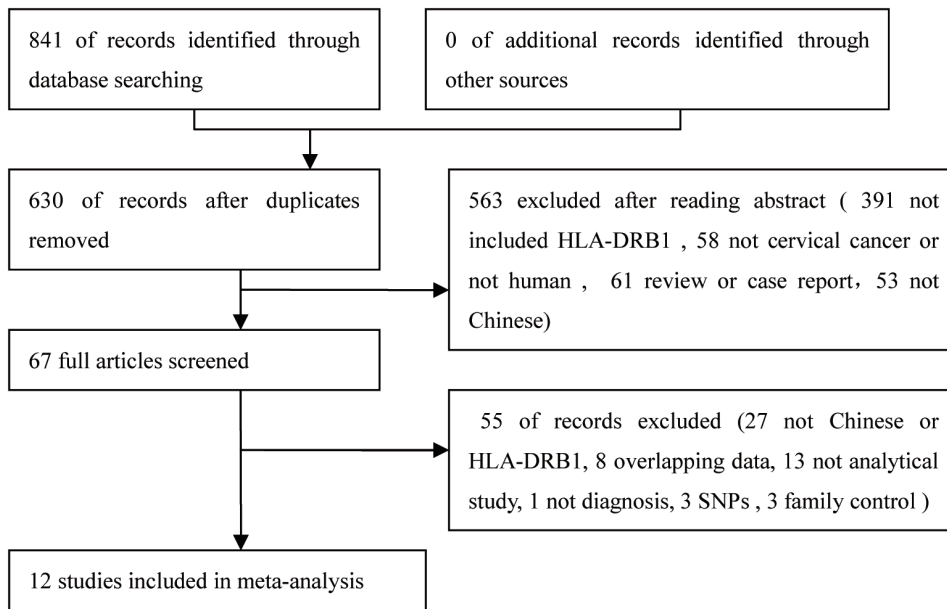 841 of records identified through
database searching
0 of additional records identified through
other sources
630 of records after duplicates
removed
563 excluded after reading abstract ( 391 not
included HLA-DRB1 , 58 not cervical cancer or
not human , 61 review or case report，53 not
Chinese)
67 full articles screened
55 of records excluded (27 not Chinese or
HLA-DRB1, 8 overlapping data, 13 not analytical
study, 1 not diagnosis, 3 SNPs , 3 family control )
12 studies included in meta-analysis